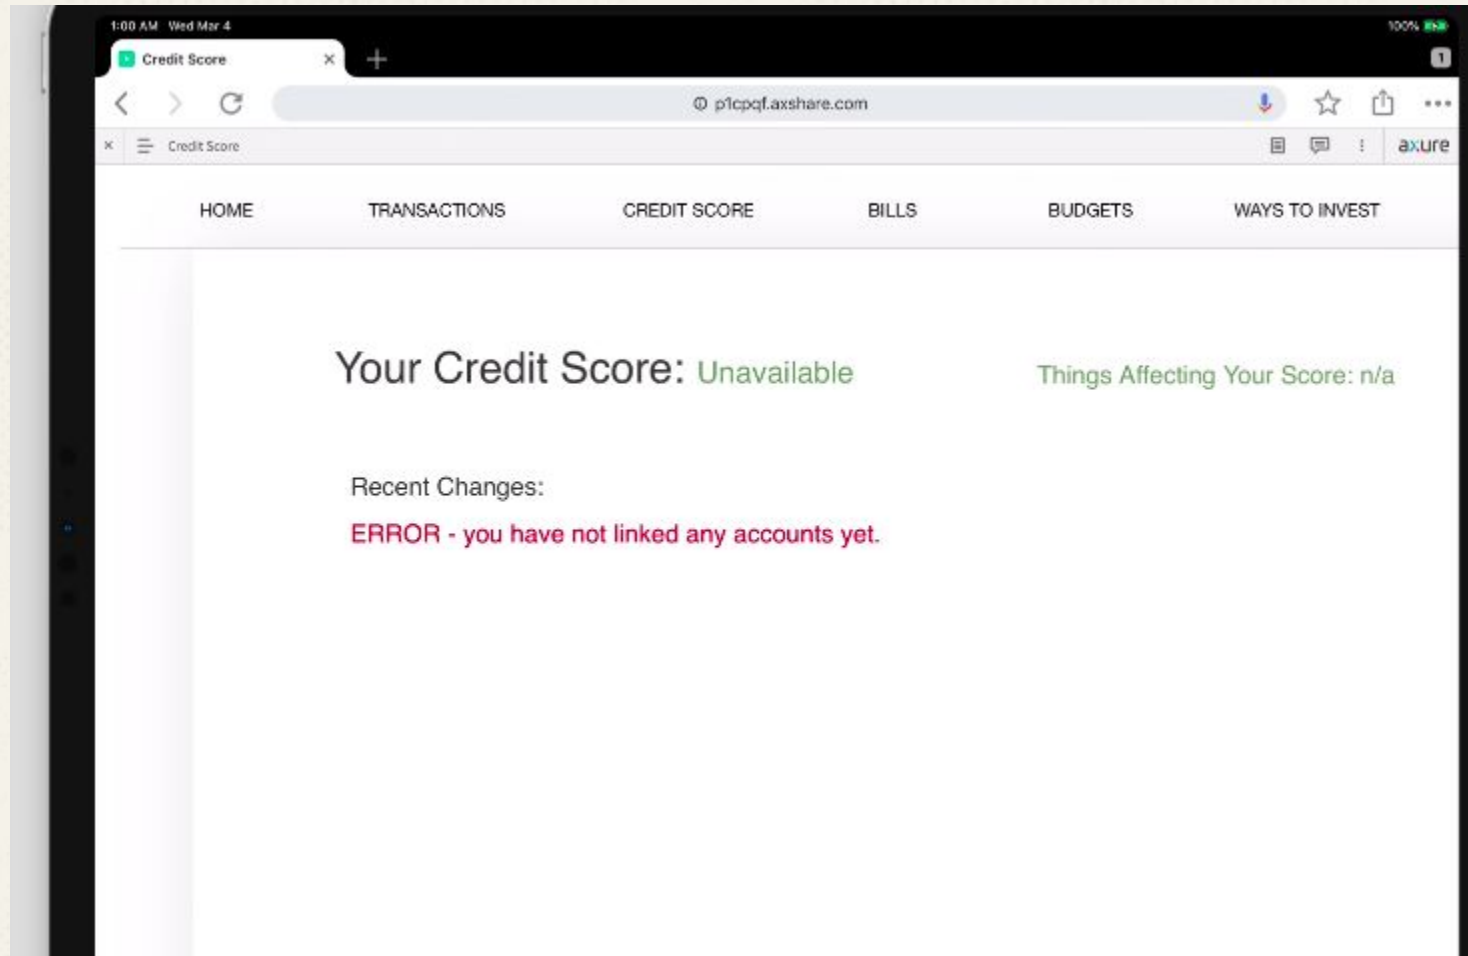 1:00 AM Wed Mar 4
100%
Credit Score
1
p1cpqf.axshare.com
Credit Score
axure
HOME TRANSACTIONS CREDIT SCORE BILLS BUDGETS WAYS TO INVEST
Your Credit Score: Unavailable
Things Affecting Your Score: n/a
Recent Changes:
ERROR - you have not linked any accounts yet.